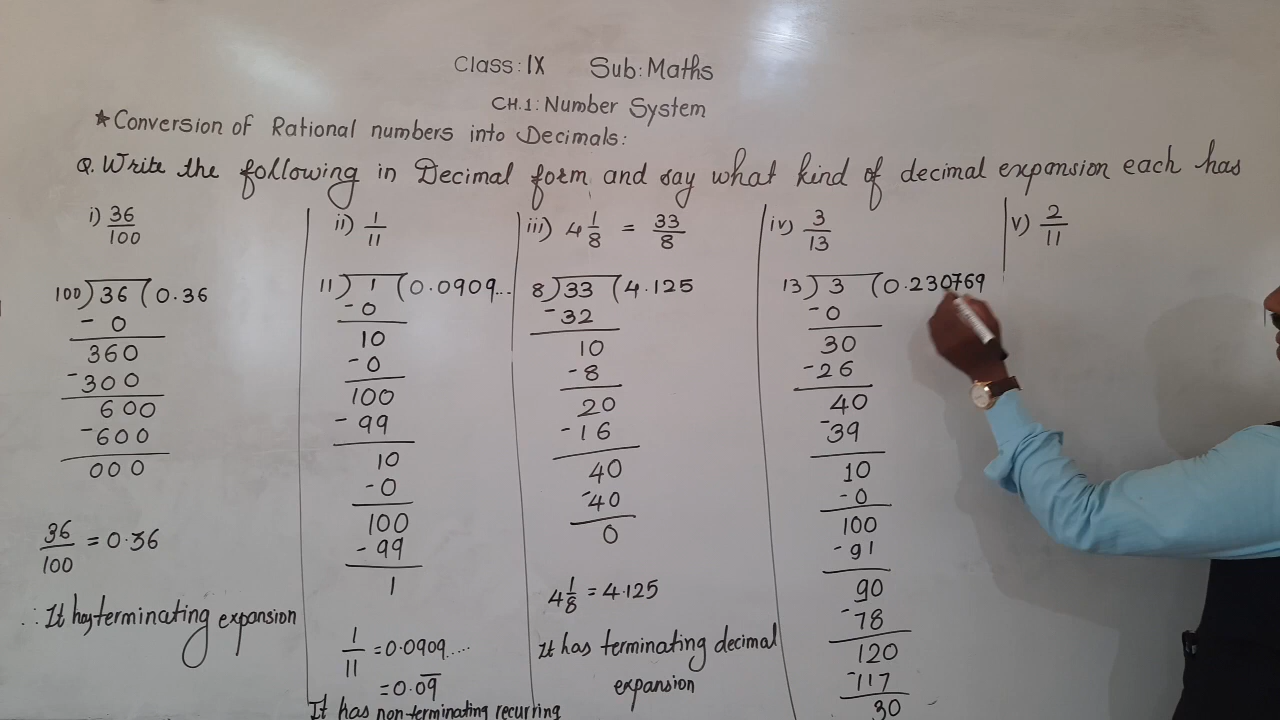 Class: IX Sub: Maths
CH.1: Number System
★ Conversion of Rational numbers into Decimals:
Q. Write the following in Decimal form and say what kind of decimal expansion each has
i) 36/100
100) 36 (0.36
- 0
360
-300
600
-600
000
36/100 = 0.36
∴ It has terminating expansion
ii) 1/11
11) 1 (0.0909...
-0
10
-0
100
- 99
10
-0
100
- 99
1
1/11 = 0.0909....
= 0.0̅9̅
It has non-terminating recurring
iii) 4 1/8 = 33/8
8) 33 (4.125
-32
10
-8
20
-16
40
-40
0
4 1/8 = 4.125
It has terminating decimal
expansion
iv) 3/13
13) 3 (0.230769
-0
30
-26
40
-39
10
-0
100
-91
90
-78
120
-117
30
v) 2/11